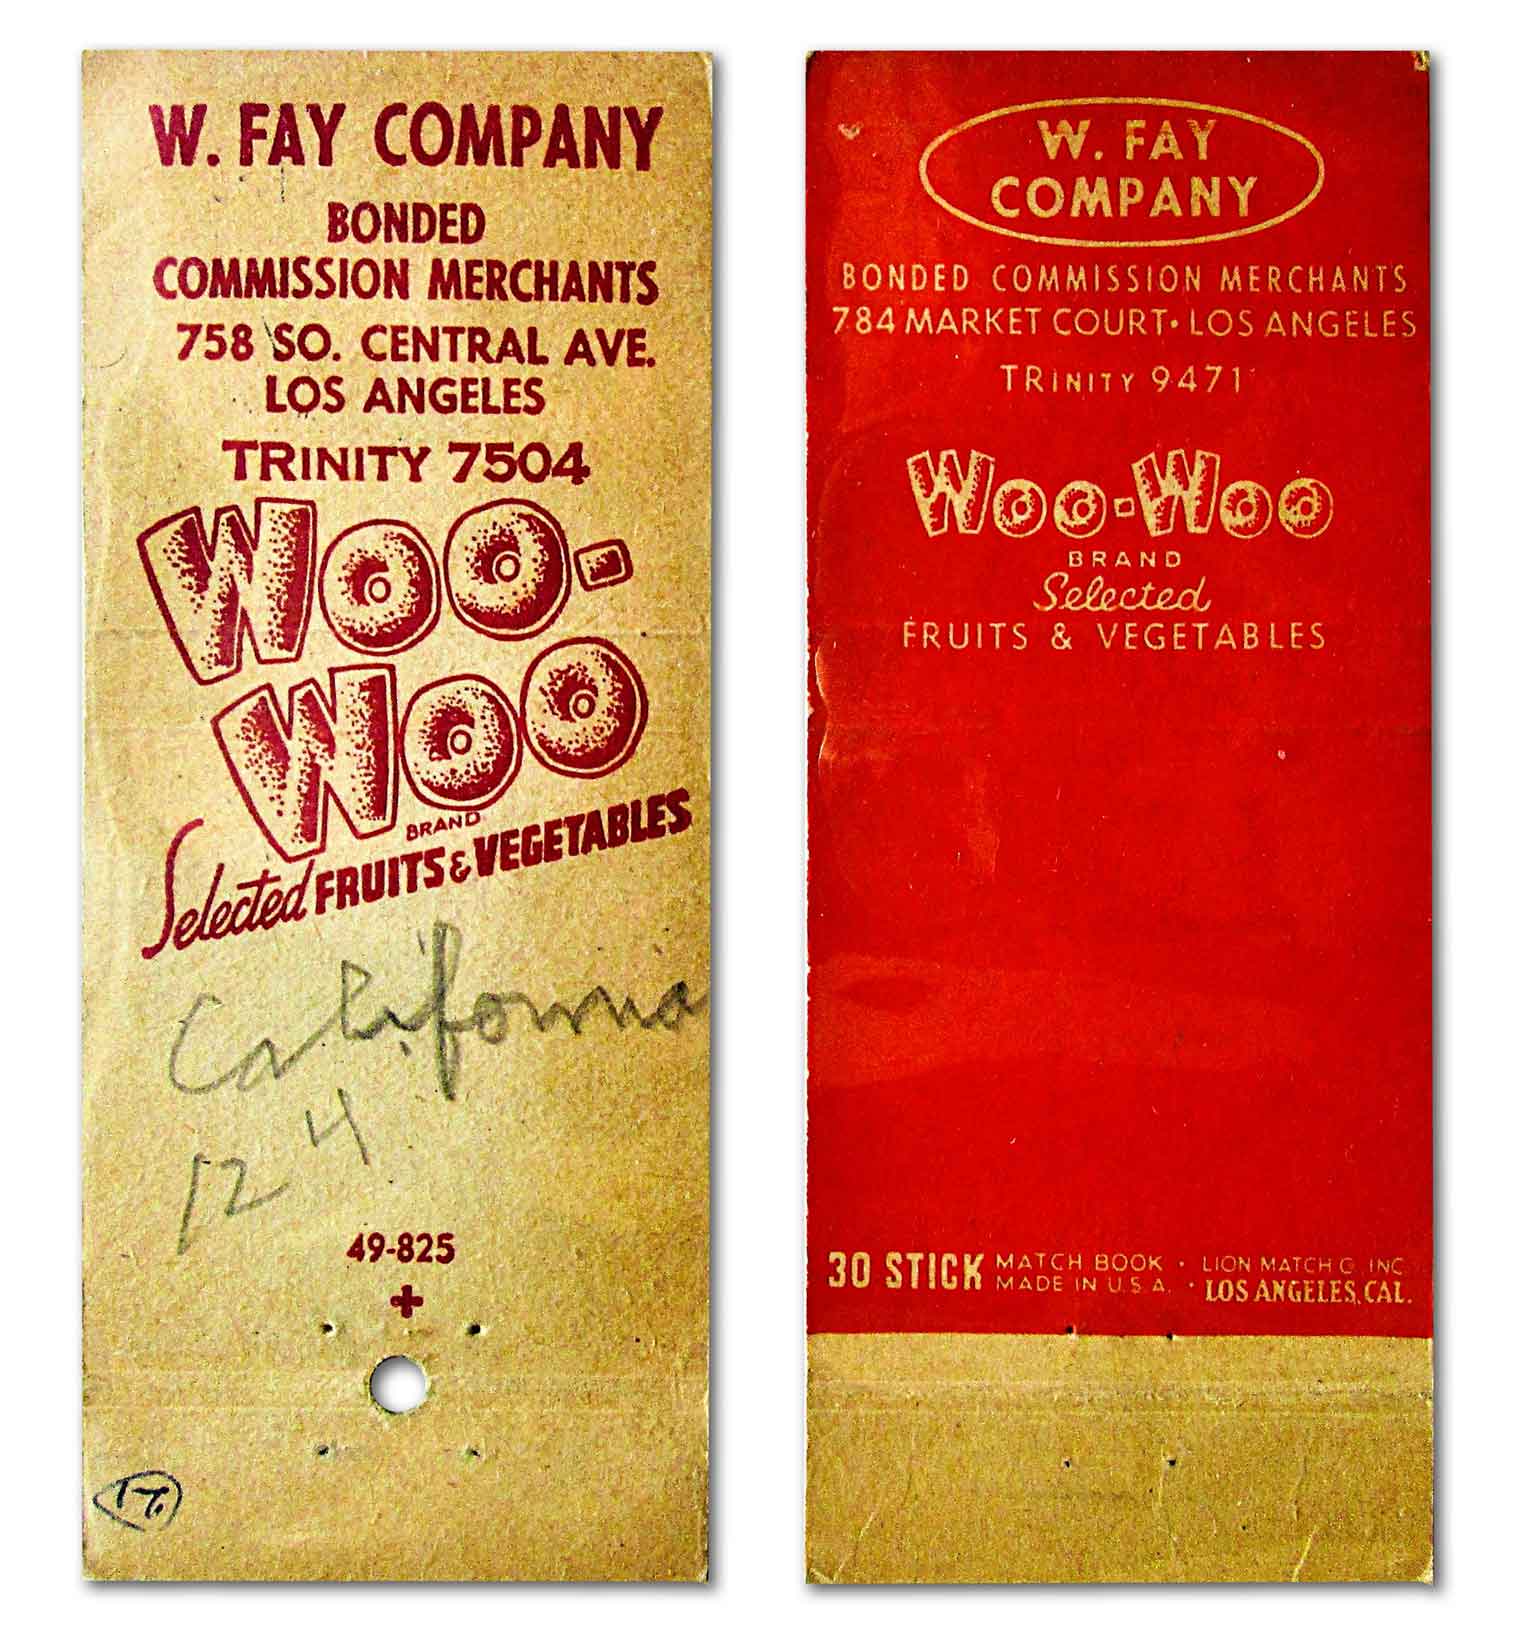 W. FAY COMPANY
BONDED
COMMISSION MERCHANTS
758 SO. CENTRAL AVE.
LOS ANGELES
TRINITY 7504
WOO-
WOO
BRAND
Selected FRUITS & VEGETABLES
California
4
12
49-825
W. FAY
COMPANY
BONDED COMMISSION MERCHANTS
784 MARKET COURT • LOS ANGELES
TRINITY 9471
WOO-WOO
BRAND
Selected
FRUITS & VEGETABLES
30 STICK MATCH BOOK • LION MATCH CO. INC
MADE IN U.S.A. • LOS ANGELES, CAL.